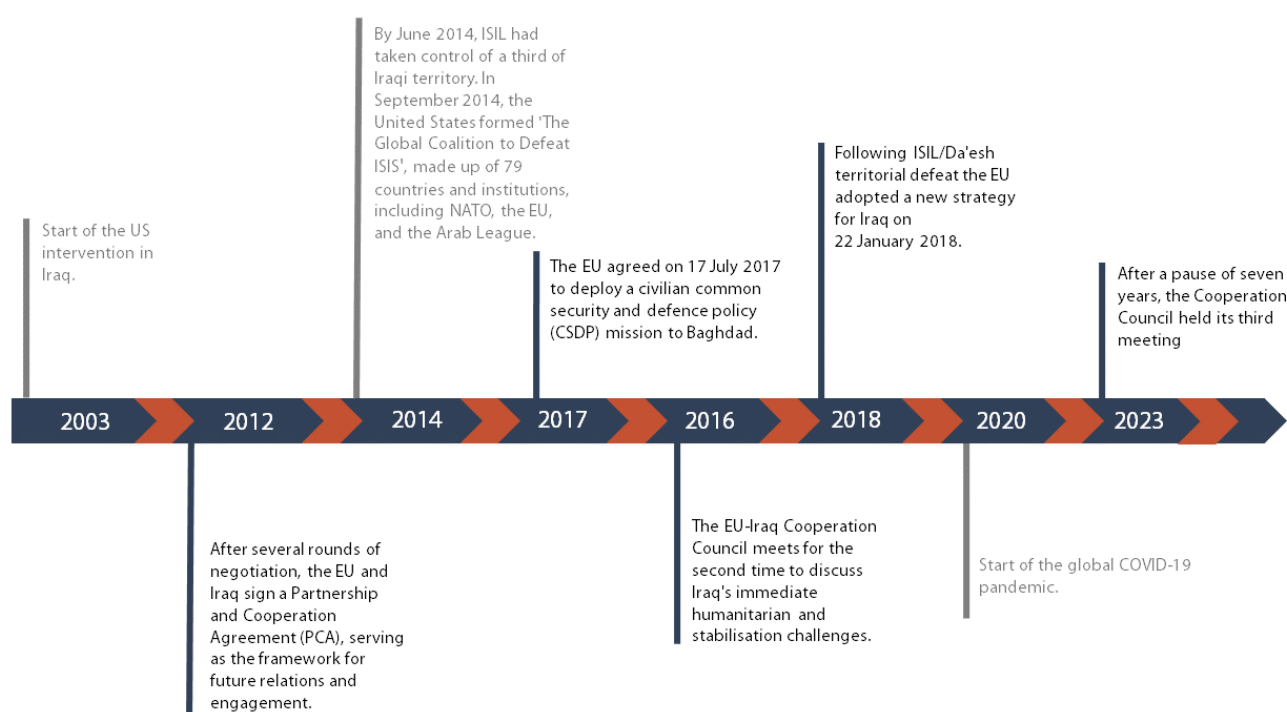 By June 2014, ISIL had
taken control of a third of
Iraqi territory. In
September 2014, the
United States formed 'The
Global Coalition to Defeat
ISIS', made up of 79
countries and institutions,
including NATO, the EU,
and the Arab League.
Following ISIL/Da'esh
territorial defeat the EU
adopted a new strategy
for Iraq on
22 January 2018.
Start of the US
intervention in
Iraq.
The EU agreed on 17 July 2017
to deploy a civilian common
security and defence policy
(CSDP) mission to Baghdad.
After a pause of seven
years, the Cooperation
Council held its third
meeting
2003 2012 2014 2017 2016 2018 2020 2023
After several rounds of
negotiation, the EU and
Iraq sign a Partnership
and Cooperation
Agreement (PCA), serving
as the framework for
future relations and
engagement.
The EU-Iraq Cooperation
Council meets for the
second time to discuss
Iraq's immediate
humanitarian and
stabilisation challenges.
Start of the global COVID-19
pandemic.